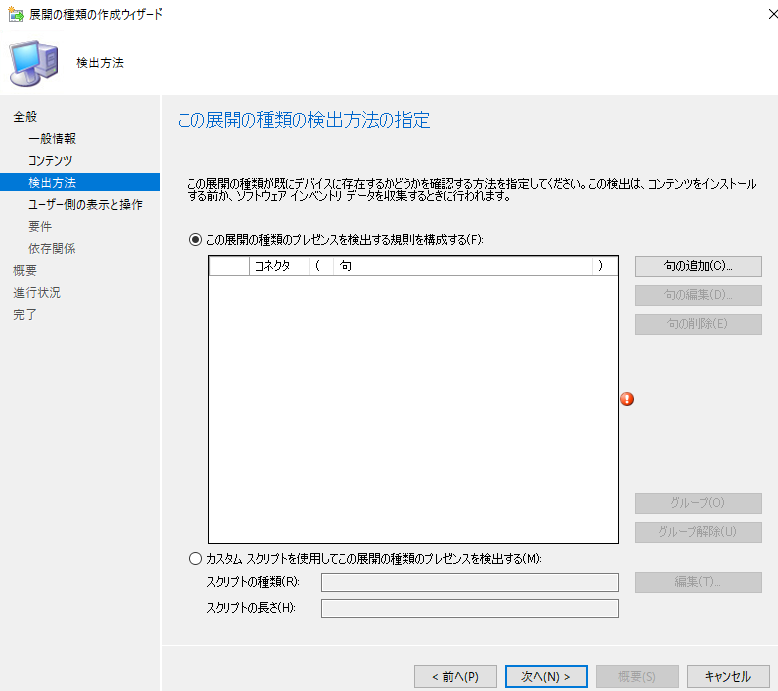 展開の種類の作成ウィザード
検出方法
全般
一般情報
コンテンツ
検出方法
ユーザー側の表示と操作
要件
依存関係
概要
進行状況
完了
この展開の種類の検出方法の指定
この展開の種類が既にデバイスに存在するかどうかを確認する方法を指定してください。この検出は、コンテンツをインストール
する前か、ソフトウェア インベントリ データを収集するときに行われます。
この展開の種類のプレゼンスを検出する規則を構成する(F):
コネクタ ( 句 )
句の追加(C)...
句の編集(D)...
句の削除(E)
グループ(O)
グループ解除(U)
カスタム スクリプトを使用してこの展開の種類のプレゼンスを検出する(M):
スクリプトの種類(R):
編集(T)...
スクリプトの長さ(H):
< 前へ(P)
次へ(N) >
概要(S)
キャンセル